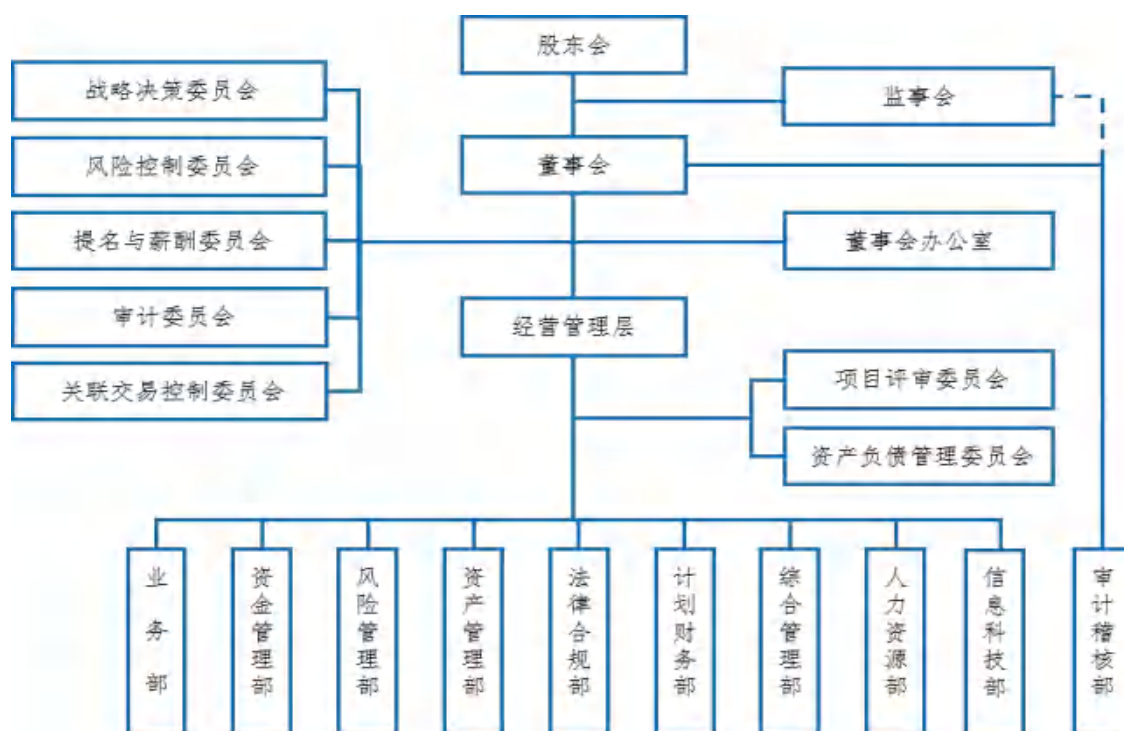 股东会
战略决策委员会
监事会
风险控制委员会
董事会
提名与薪酬委员会
董事会办公室
审计委员会
经营管理层
关联交易控制委员会
项目评审委员会
资产负债管理委员会
业务部
资金管理部
风险管理部
资产管理部
法律合规部
计划财务部
综合管理部
人力资源部
信息科技部
审计稽核部